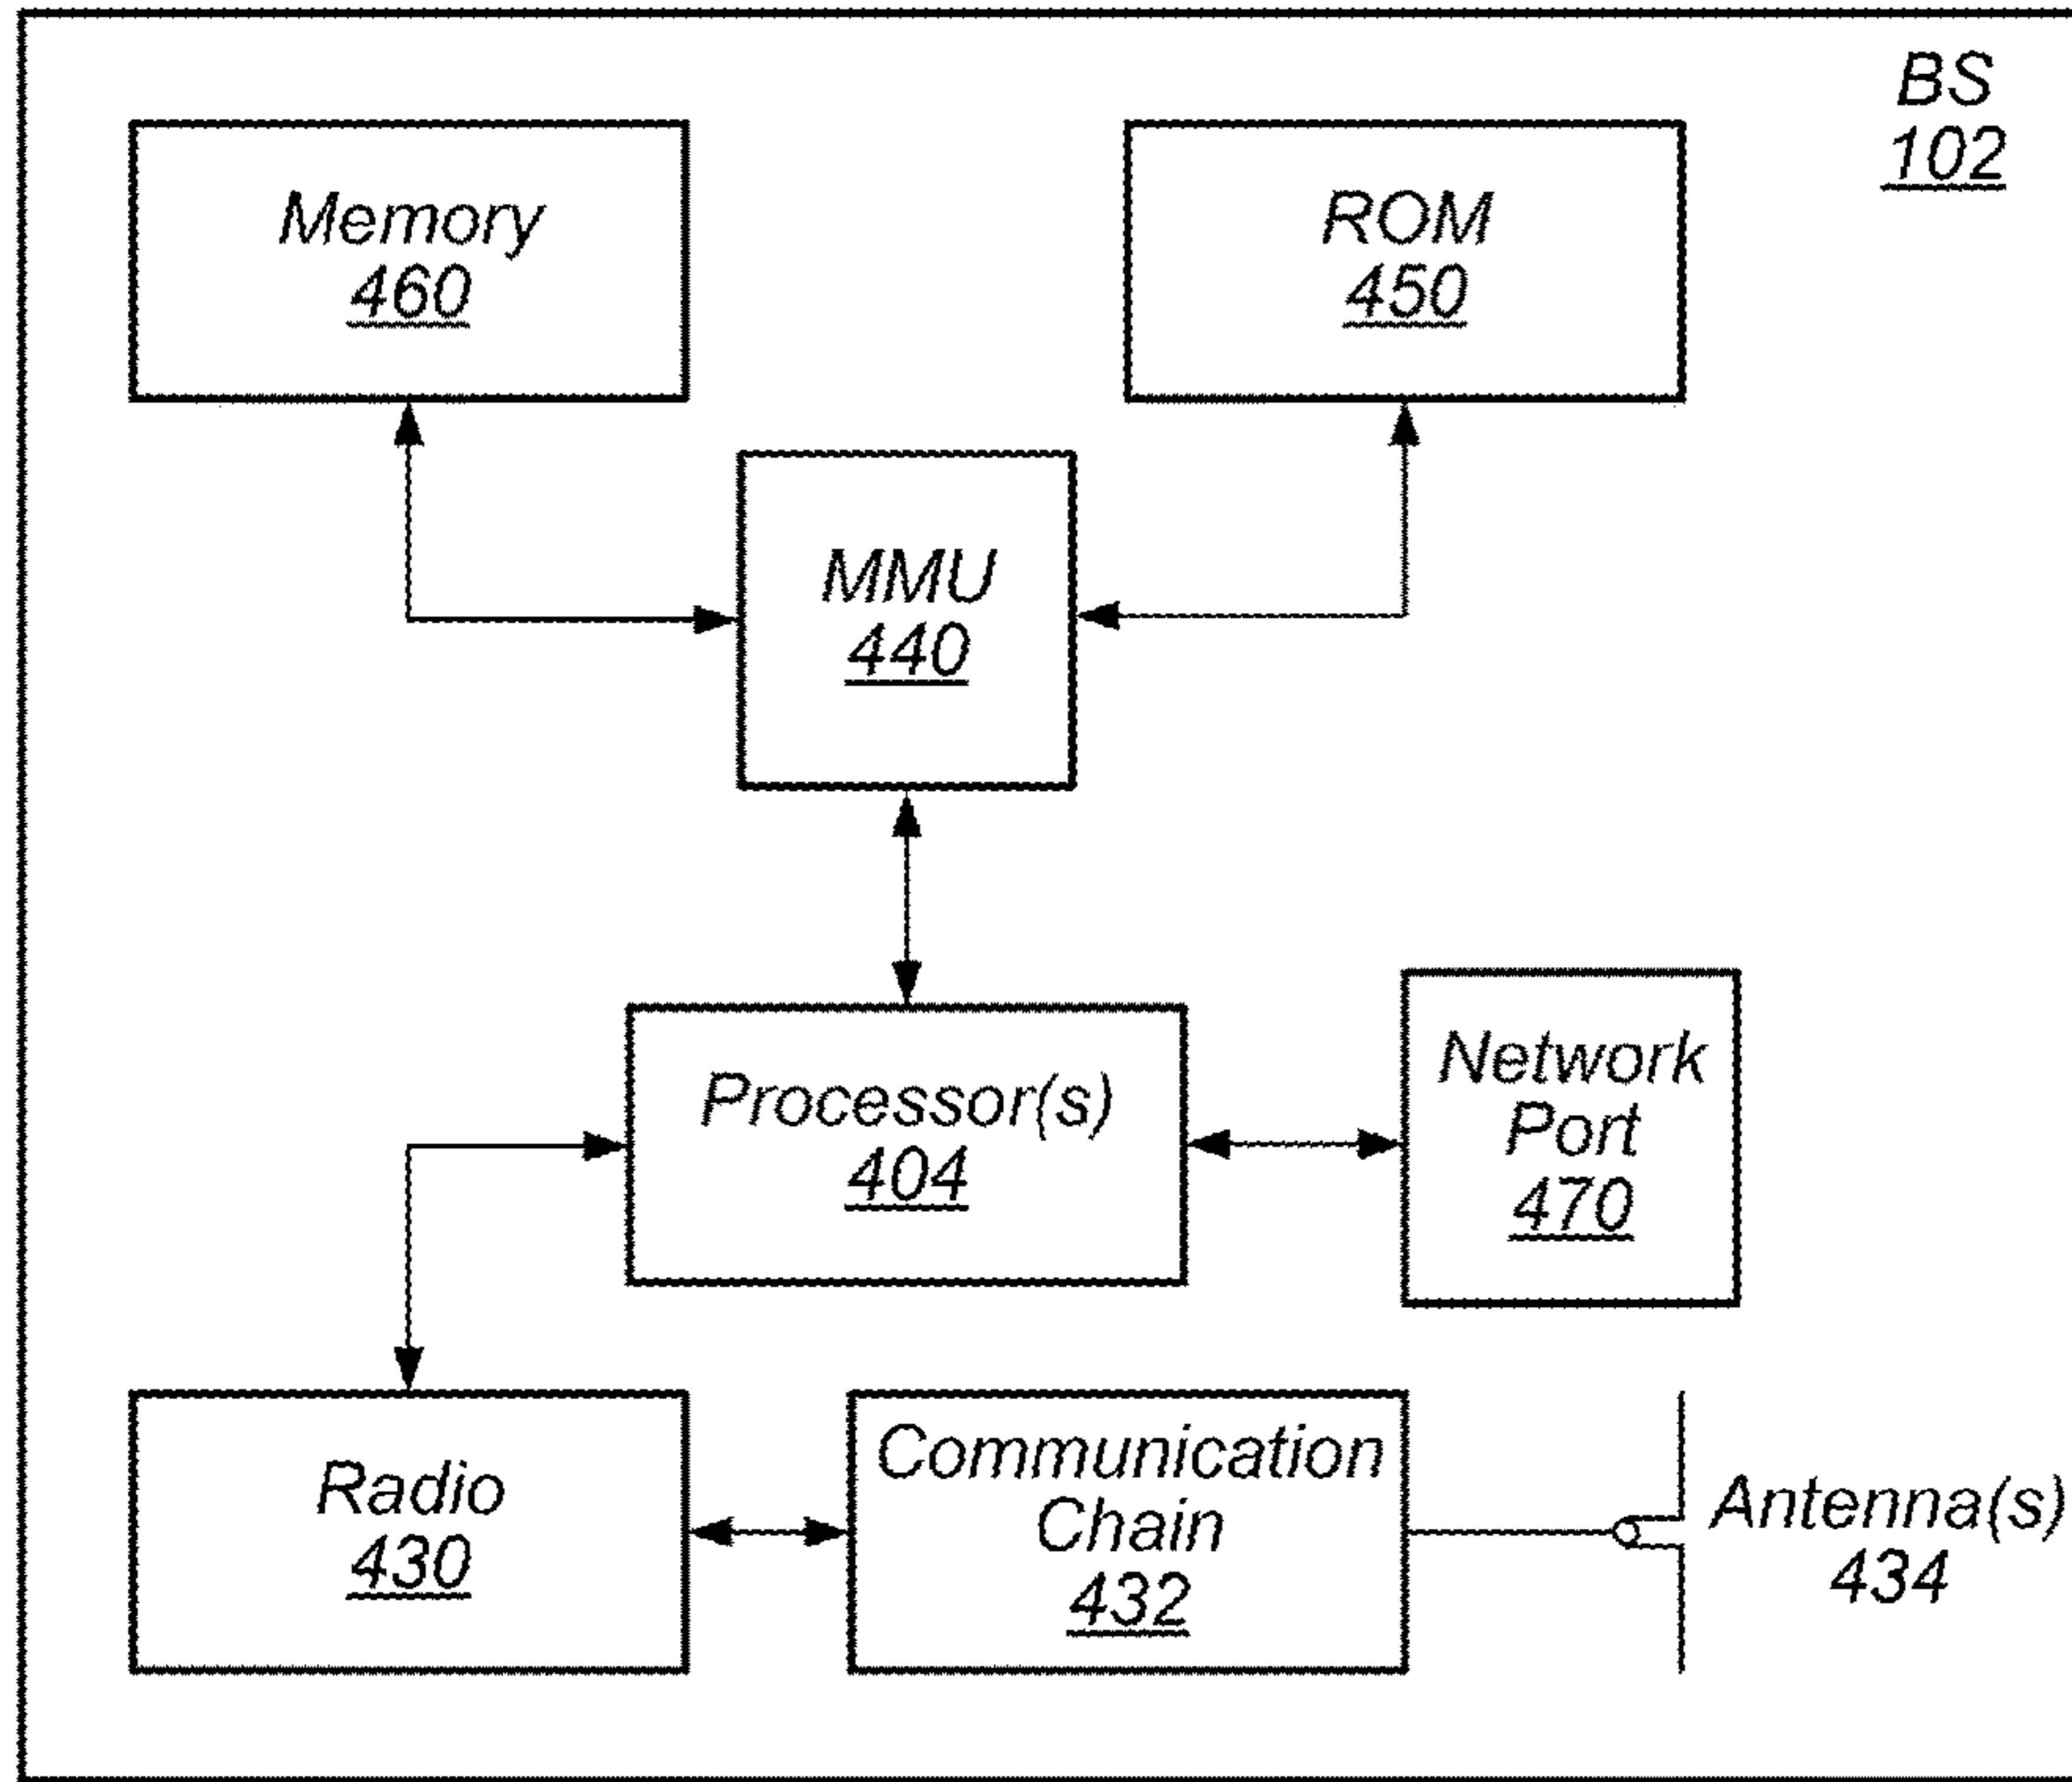 BS
102
Memory
460
ROM
450
MMU
440
Processor(s)
404
Network
Port
470
Radio
430
Communication
Chain
432
Antenna(s)
434